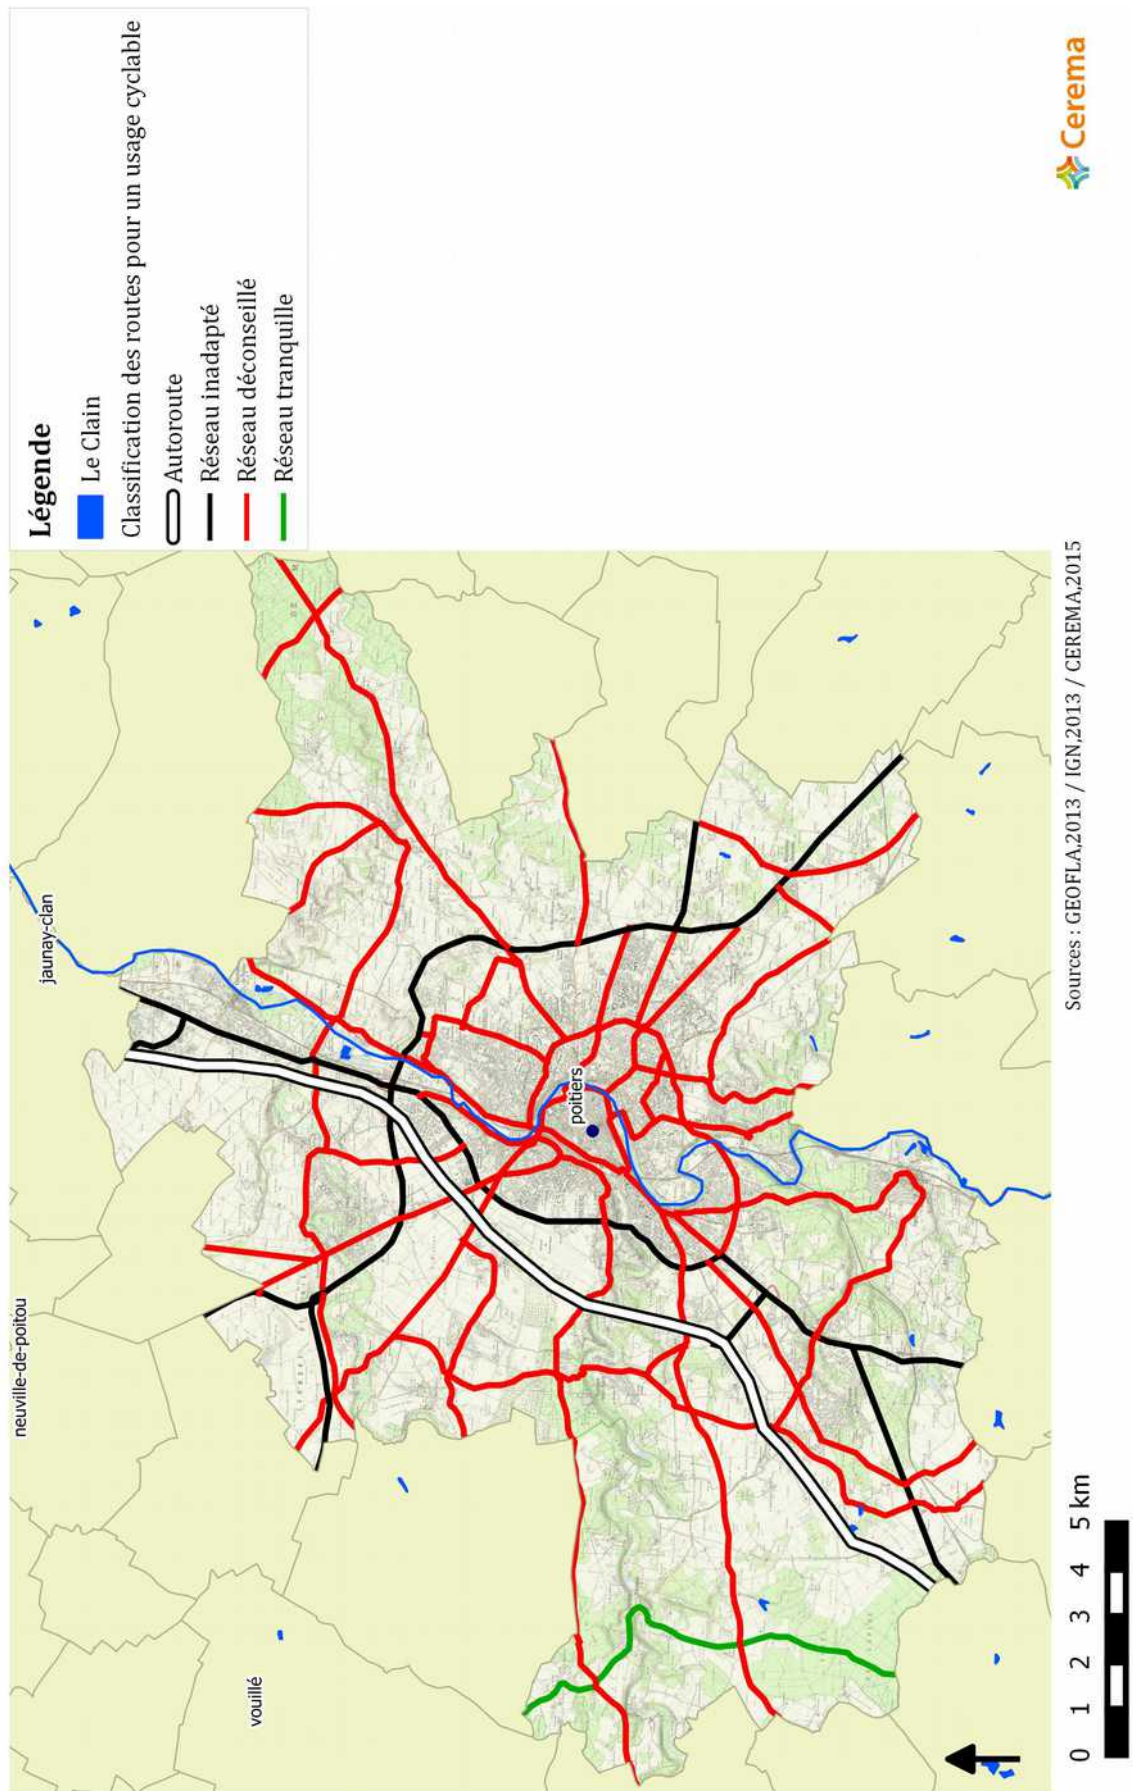 Légende
Le Clain
Classification des routes pour un usage cyclable
Autoroute
Réseau inadapté
Réseau déconseillé
Réseau tranquille
neuville-de-poitou
jaunay-clan
vouillé
poitiers
0 1 2 3 4 5 km
Sources : GEOFLA,2013 / IGN,2013 / CEREMA,2015
Cerema